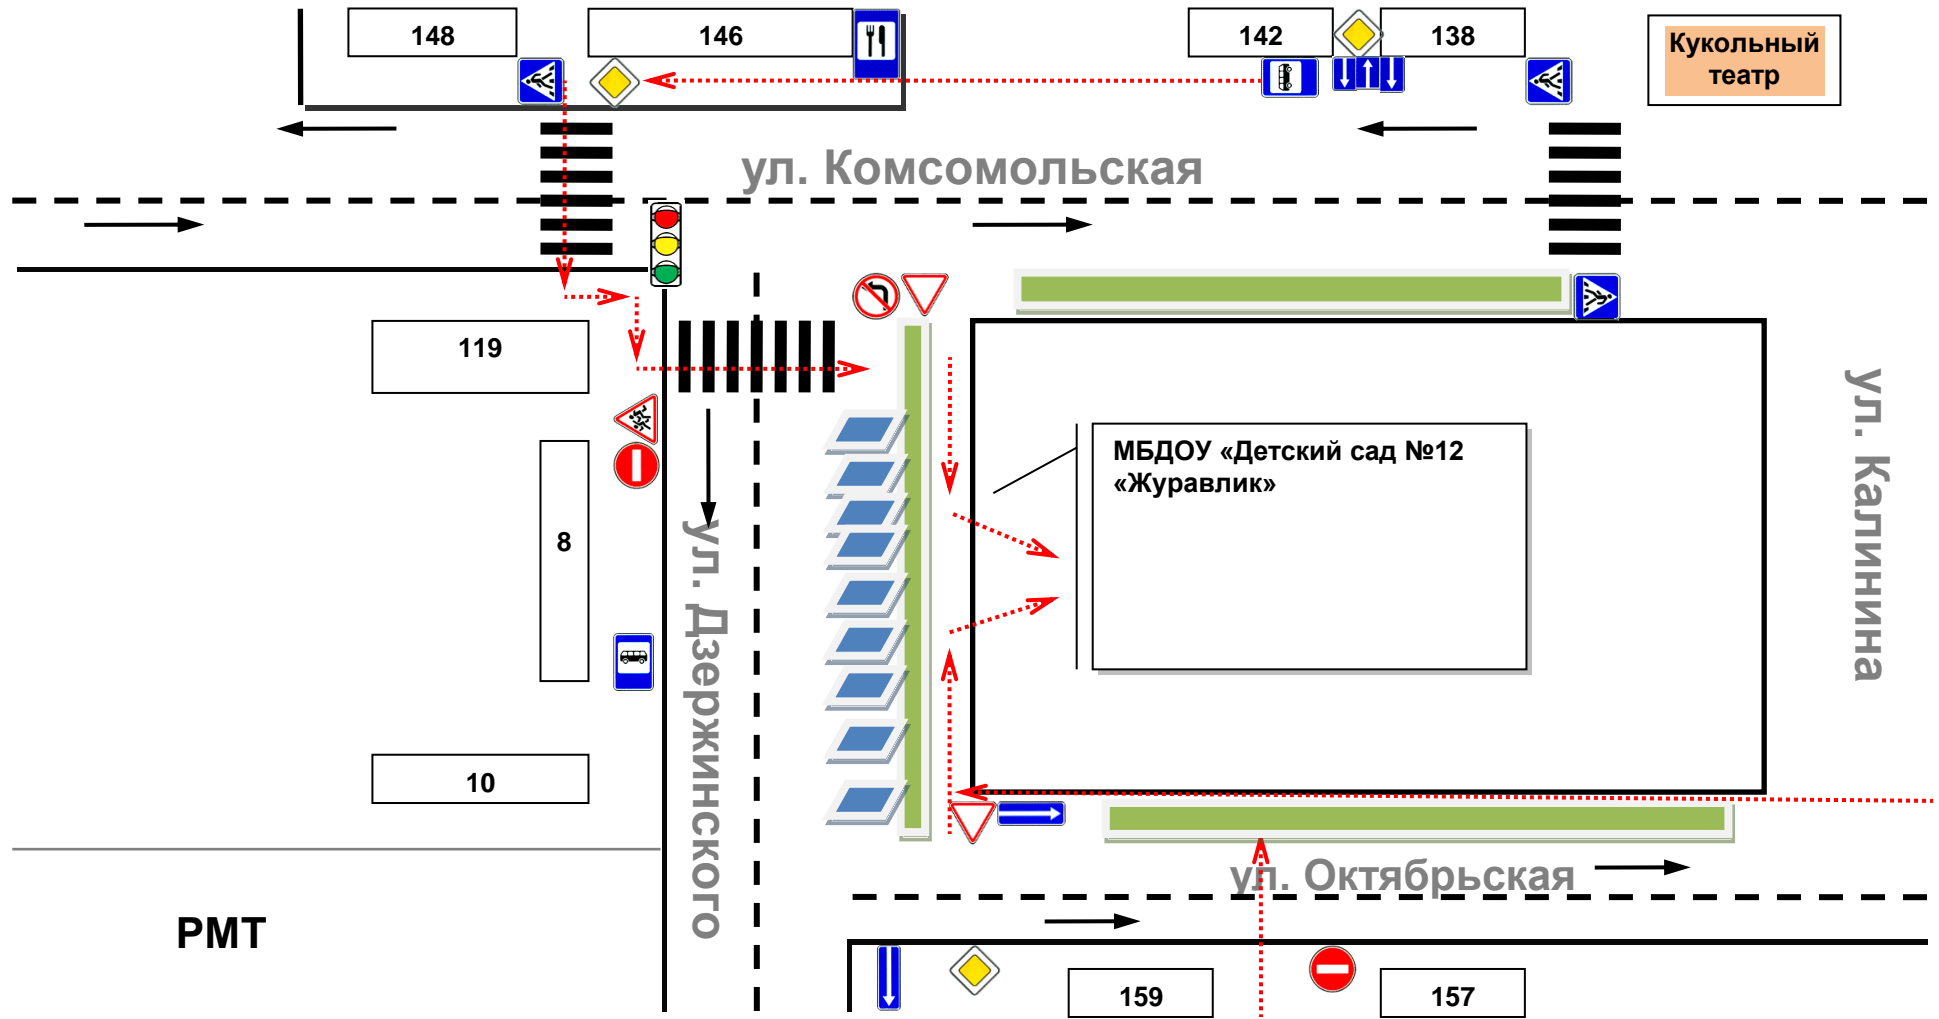 148
146
142
138
Кукольный
театр
ул. Комсомольская
119
МБДОУ «Детский сад №12
«Журавлик»
ул. Калинина
8
ул. Дзержинского
10
ул. Октябрьская
РМТ
159
157